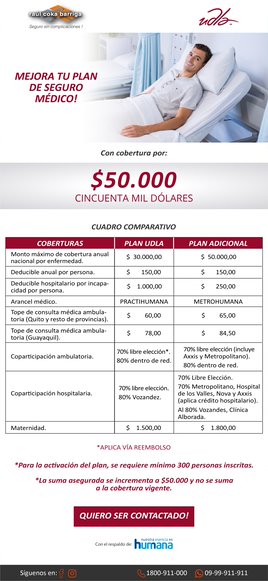 raúl coka barriga
Seguro sin complicaciones !
udla
MEJORA TU PLAN
DE SEGURO
MÉDICO!
Con cobertura por:
$50.000
CINCUENTA MIL DÓLARES
CUADRO COMPARATIVO
COBERTURAS PLAN UDLA PLAN ADICIONAL
Monto máximo de cobertura anual
nacional por enfermedad. $ 30.000,00 $ 50.000,00
Deducible anual por persona. $ 150,00 $ 150,00
Deducible hospitalario por incapa-
cidad por persona. $ 1.000,00 $ 250,00
Arancel médico. PRACTIHUMANA METROHUMANA
Tope de consulta médica ambula-
toria (Quito y resto de provincias). $ 60,00 $ 65,00
Tope de consulta médica ambula-
toria (Guayaquil). $ 78,00 $ 84,50
Coparticipación ambulatoria.
70% libre elección*.
80% dentro de red.
70% libre elección (incluye
Axxis y Metropolitano).
80% dentro de red.
Coparticipación hospitalaria.
70% libre elección.
80% Vozandez.
70% Libre Elección.
70% Metropolitano, Hospital
de los Valles, Nova y Axxis
(aplica crédito hospitalario).
Al 80% Vozandes, Clínica
Alborada.
Maternidad. $ 1.500,00 $ 1.800,00
*APLICA VÍA REEMBOLSO
*Para la activación del plan, se requiere mínimo 300 personas inscritas.
*La suma asegurada se incrementa a $50.000 y no se suma
a la cobertura vigente.
QUIERO SER CONTACTADO!
Con el respaldo de: humana
Síguenos en: 1800-911-000 09-99-911-911